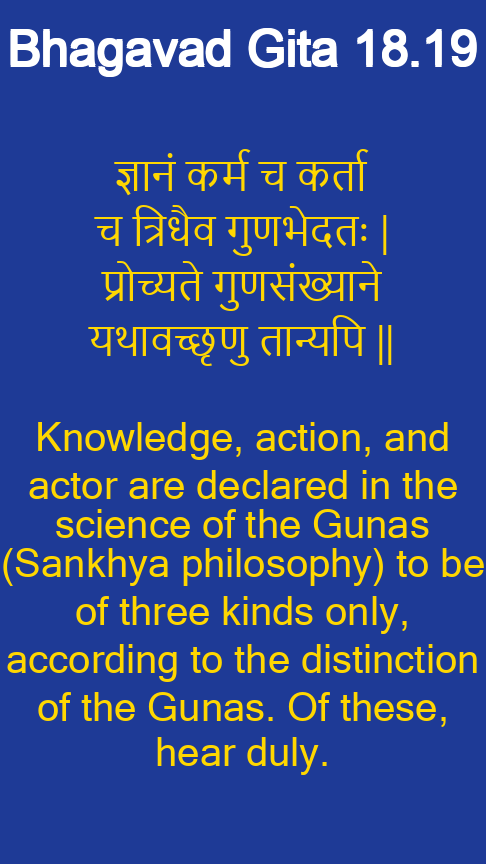 Bhagavad Gita 18.19
ज्ञानं कर्म च कर्ता
च त्रिधैव गुणभेदतः |
प्रोच्यते गुणसंख्याने
यथावच्छृणु तान्यपि ||
Knowledge, action, and
actor are declared in the
science of the Gunas
(Sankhya philosophy) to be
of three kinds only,
according to the distinction
of the Gunas. Of these,
hear duly.